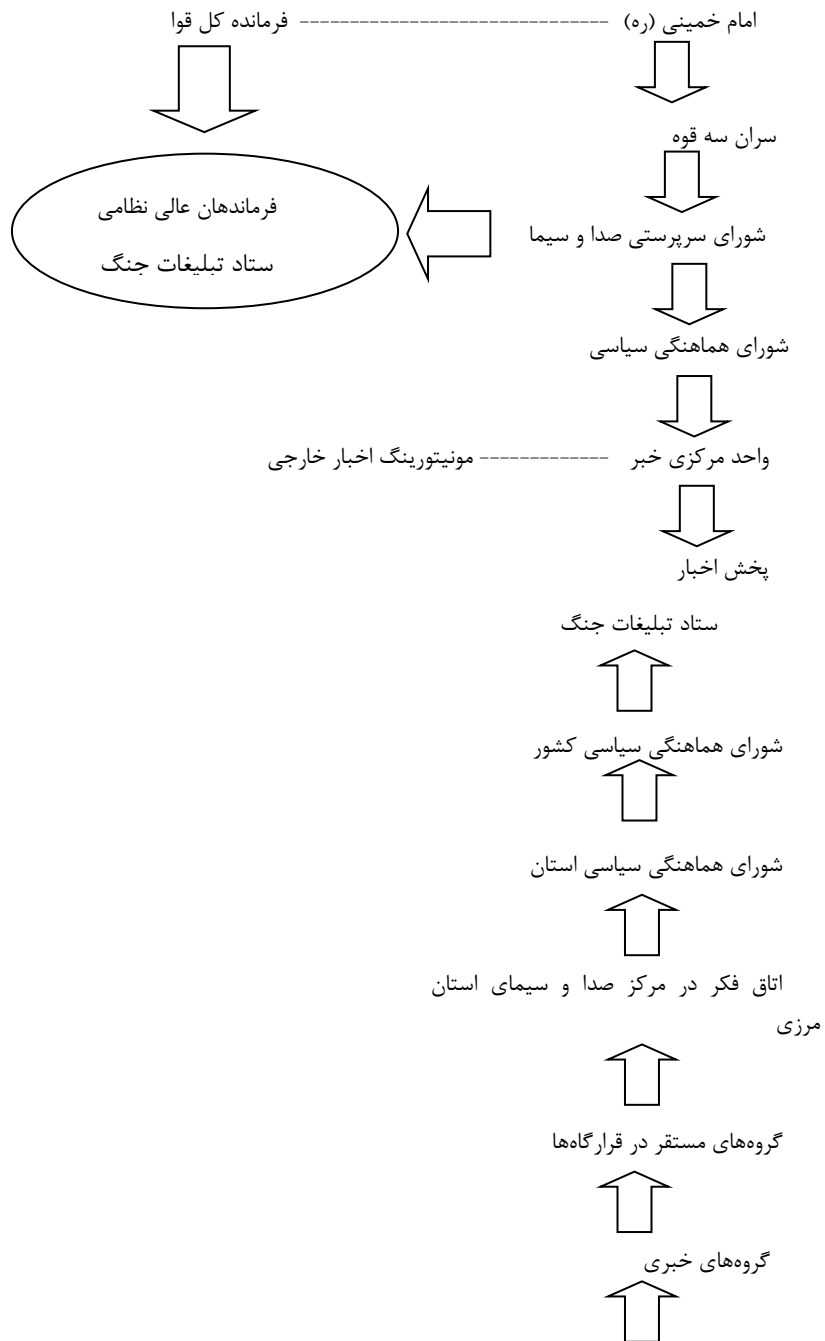 امام خمینی (ره) ------------------------------- فرمانده کل قوا
سران سه قوه
شورای سرپرستی صدا و سیما
فرماندهان عالی نظامی
ستاد تبلیغات جنگ
شورای هماهنگی سیاسی
واحد مرکزی خبر ------------- مونیتورینگ اخبار خارجی
پخش اخبار
ستاد تبلیغات جنگ
شورای هماهنگی سیاسی کشور
شورای هماهنگی سیاسی استان
اتاق فکر در مرکز صدا و سیمای استان
مرزی
گروه‌های مستقر در قرارگاه‌ها
گروه‌های خبری